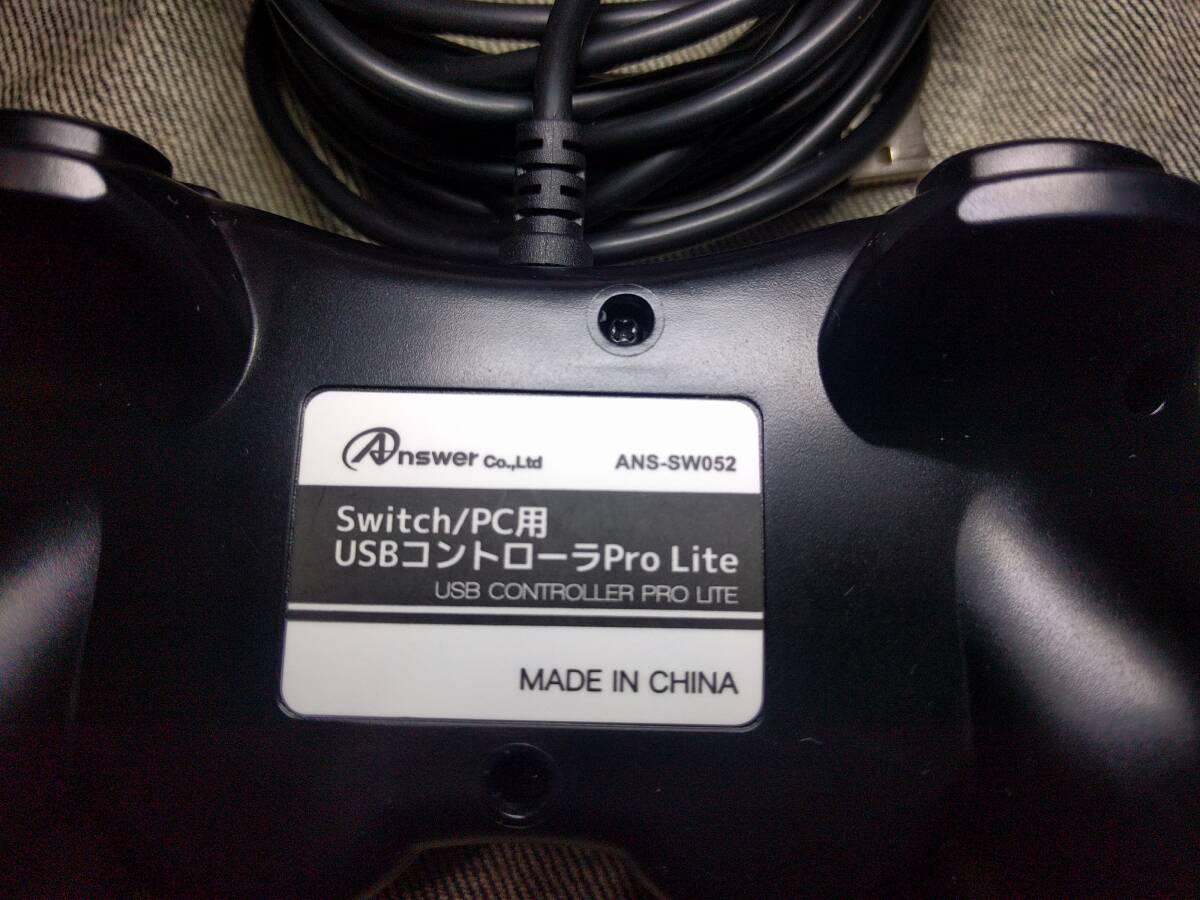 Answer Co.,Ltd ANS-SW052
Switch/PC用
USBコントローラPro Lite
USB CONTROLLER PRO LITE
MADE IN CHINA